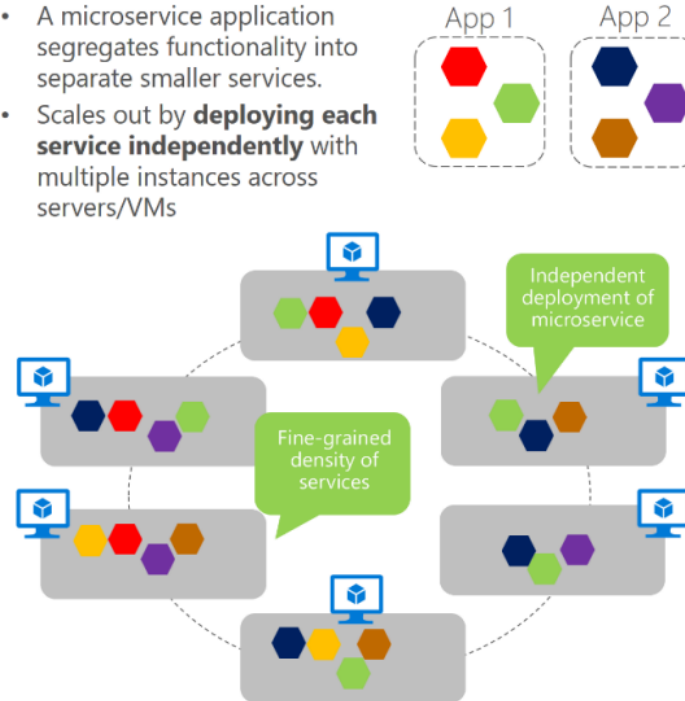 • A microservice application
segregates functionality into
separate smaller services.
• Scales out by deploying each
service independently with
multiple instances across
servers/VMs
App 1
App 2
Independent
deployment of
microservice
Fine-grained
density of
services